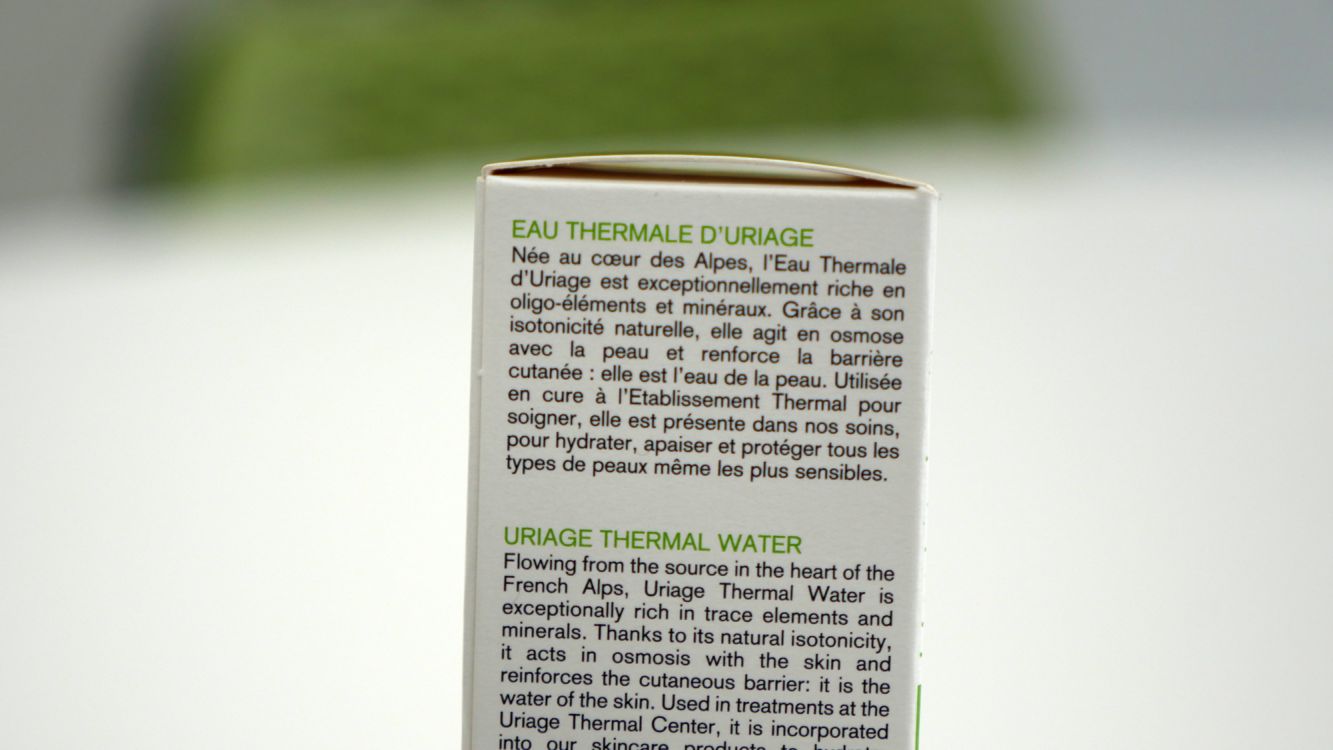 EAU THERMALE D'URIAGE
Née au cœur des Alpes, l'Eau Thermale
d'Uriage est exceptionnellement riche en
oligo-éléments et minéraux. Grâce à son
isotonicité naturelle, elle agit en osmose
avec la peau et renforce la barrière
cutanée : elle est l'eau de la peau. Utilisée
en cure à l'Etablissement Thermal pour
soigner, elle est présente dans nos soins,
pour hydrater, apaiser et protéger tous les
types de peaux même les plus sensibles.
URIAGE THERMAL WATER
Flowing from the source in the heart of the
French Alps, Uriage Thermal Water is
exceptionally rich in trace elements and
minerals. Thanks to its natural isotonicity,
it acts in osmosis with the skin and
reinforces the cutaneous barrier: it is the
water of the skin. Used in treatments at the
Uriage Thermal Center, it is incorporated
into our skincare products to